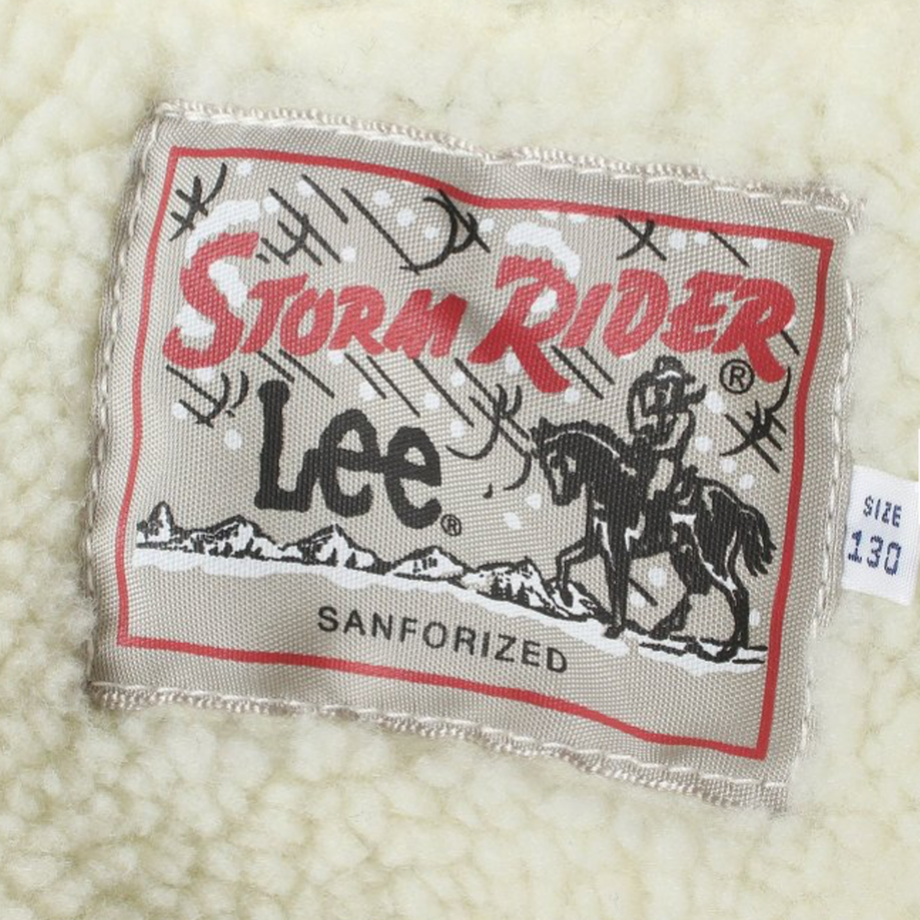 STORM RIDER®
Lee®
SANFORIZED
SIZE
130